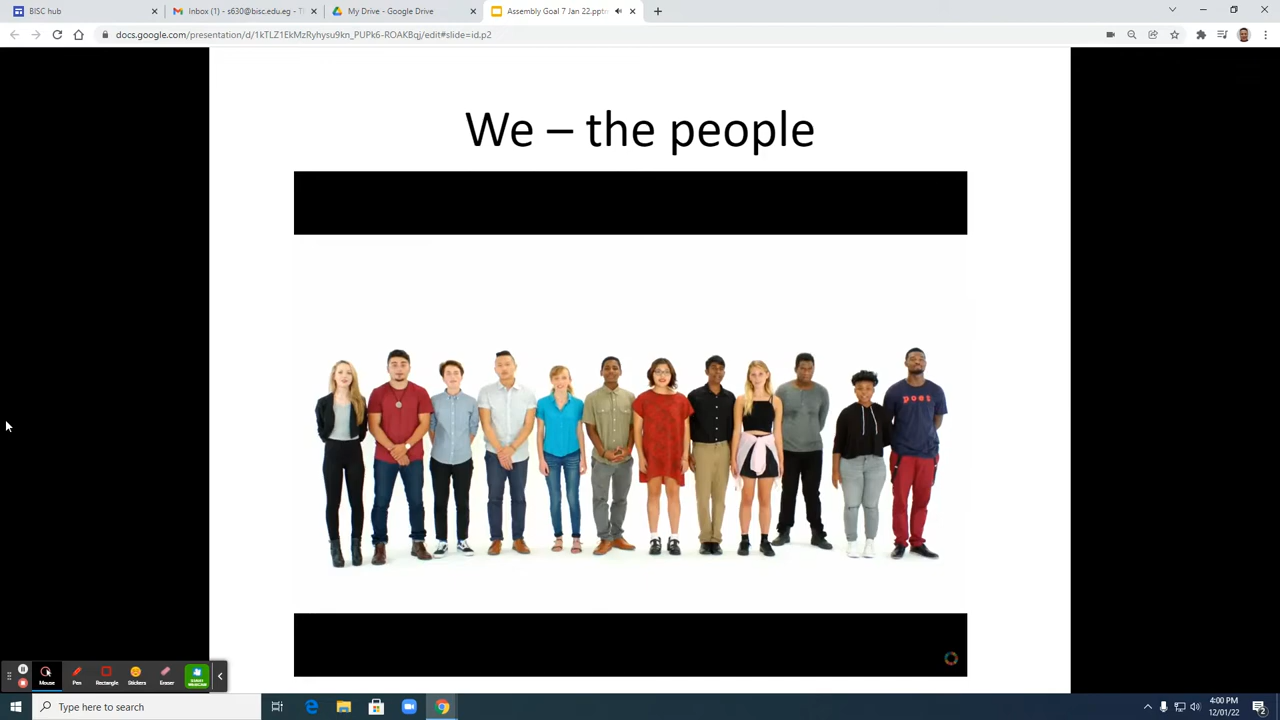 BISC hub
Inbox (1) - s630@bisc.edu.eg - T
My Drive - Google Drive
Assembly Goal 7 Jan 22.pptx
docs.google.com/presentation/d/1kTLZ1EkMzRyhysu9kn_PUPk6-ROAKBqj/edit#slide=id.p2
We – the people
poet
Mouse
Pen
Rectangle
Stickers
Eraser
Type here to search
4:00 PM
12/01/22
2